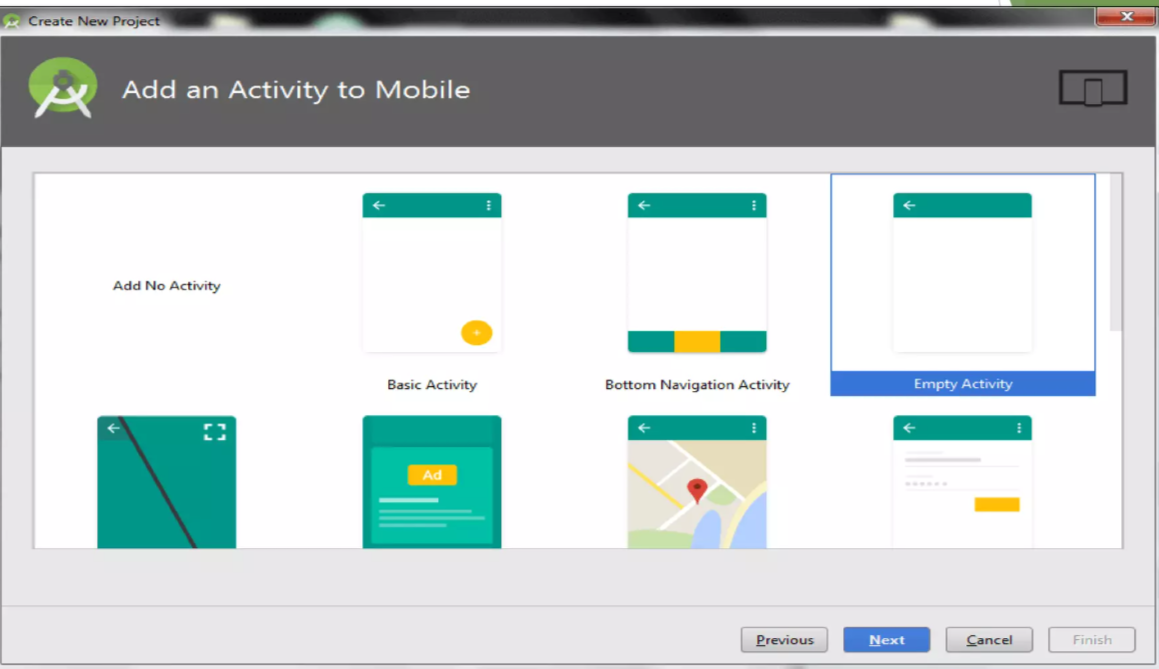 Create New Project
Add an Activity to Mobile
Add No Activity
Basic Activity
Bottom Navigation Activity
Empty Activity
Ad
Previous
Next
Cancel
Finish